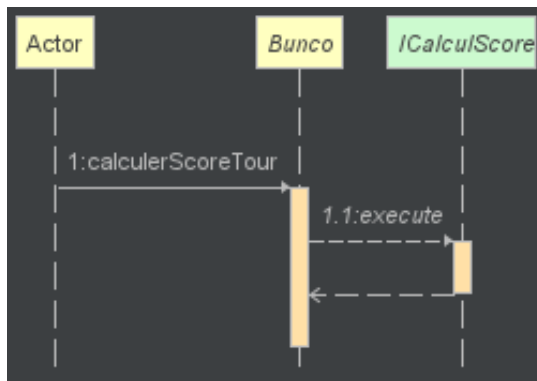 Actor
Bunco
ICalculScore
1:calculerScoreTour
1.1:execute